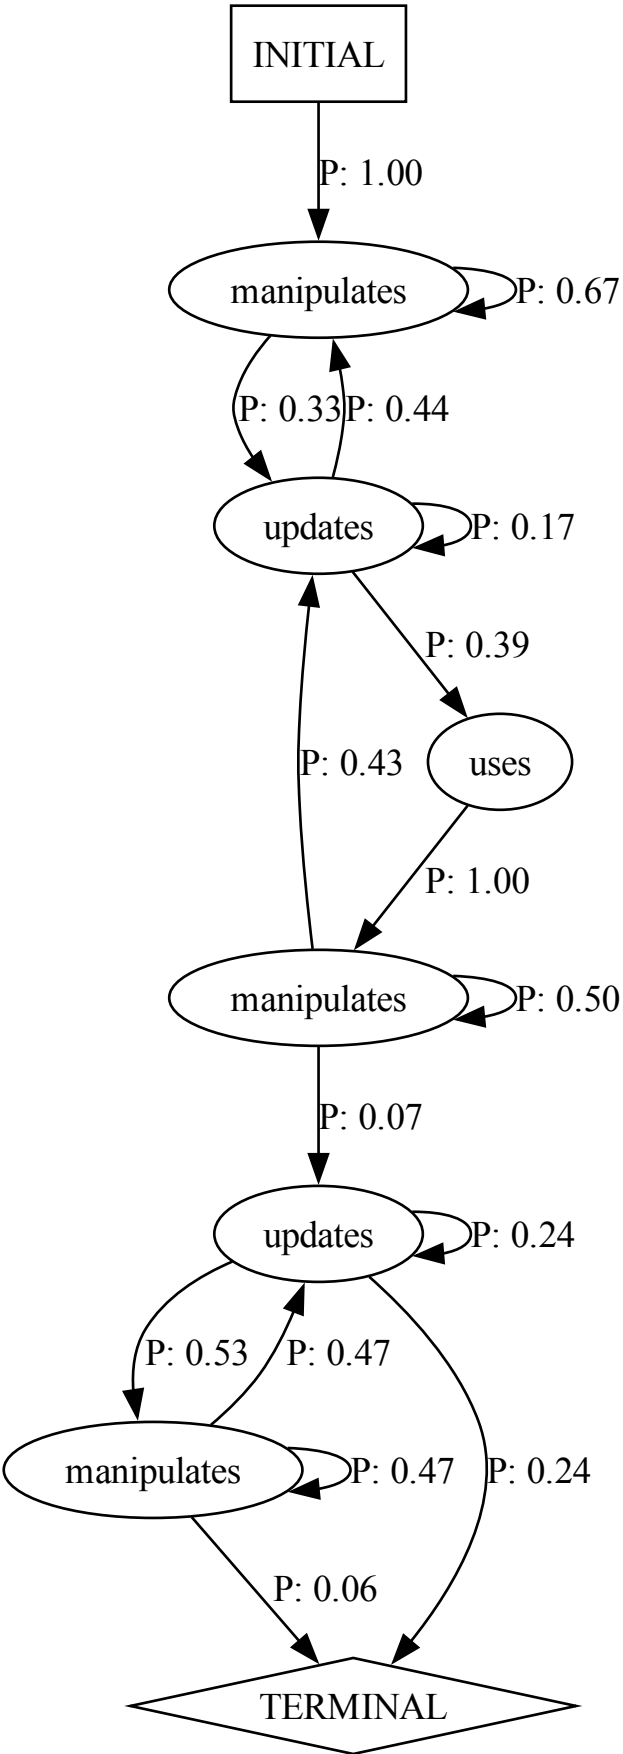 INITIAL
P: 1.00
manipulates
P: 0.67
P: 0.33
P: 0.44
updates
P: 0.17
P: 0.39
P: 0.43
uses
P: 1.00
manipulates
P: 0.50
P: 0.07
updates
P: 0.24
P: 0.53
P: 0.47
manipulates
P: 0.47
P: 0.24
P: 0.06
TERMINAL